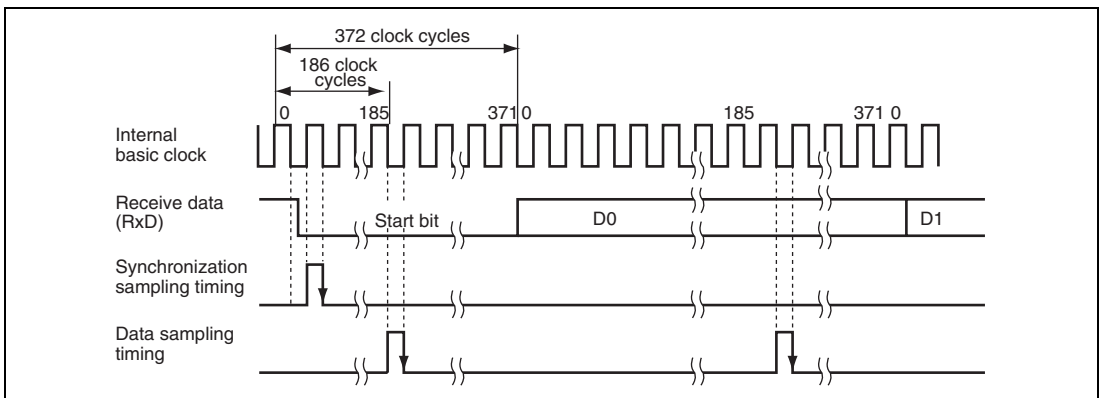 372 clock cycles
186 clock
cycles
0 185 371 0 185 371 0
Internal
basic clock
Receive data
(RxD)
Start bit D0 D1
Synchronization
sampling timing
Data sampling
timing